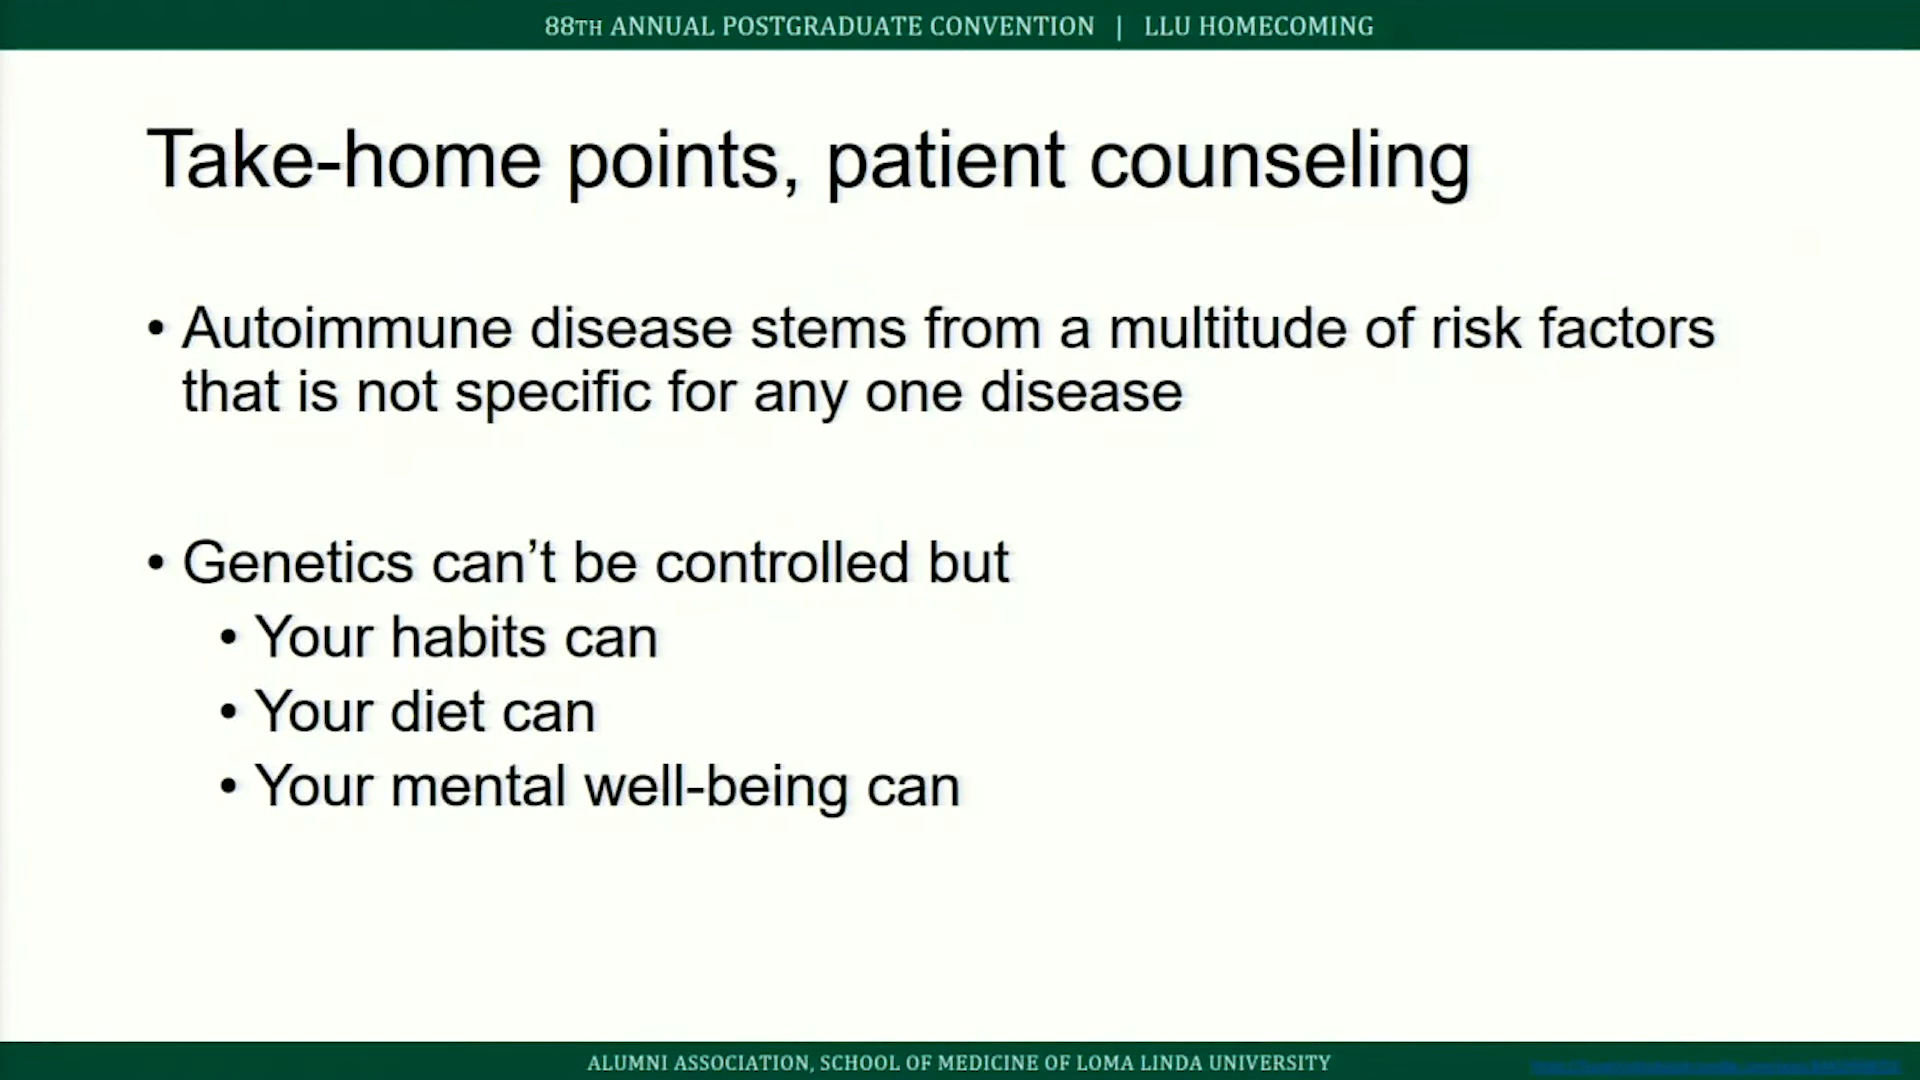 88TH ANNUAL POSTGRADUATE CONVENTION | LLU HOMECOMING
Take-home points, patient counseling
• Autoimmune disease stems from a multitude of risk factors
that is not specific for any one disease
• Genetics can’t be controlled but
• Your habits can
• Your diet can
• Your mental well-being can
ALUMNI ASSOCIATION, SCHOOL OF MEDICINE OF LOMA LINDA UNIVERSITY